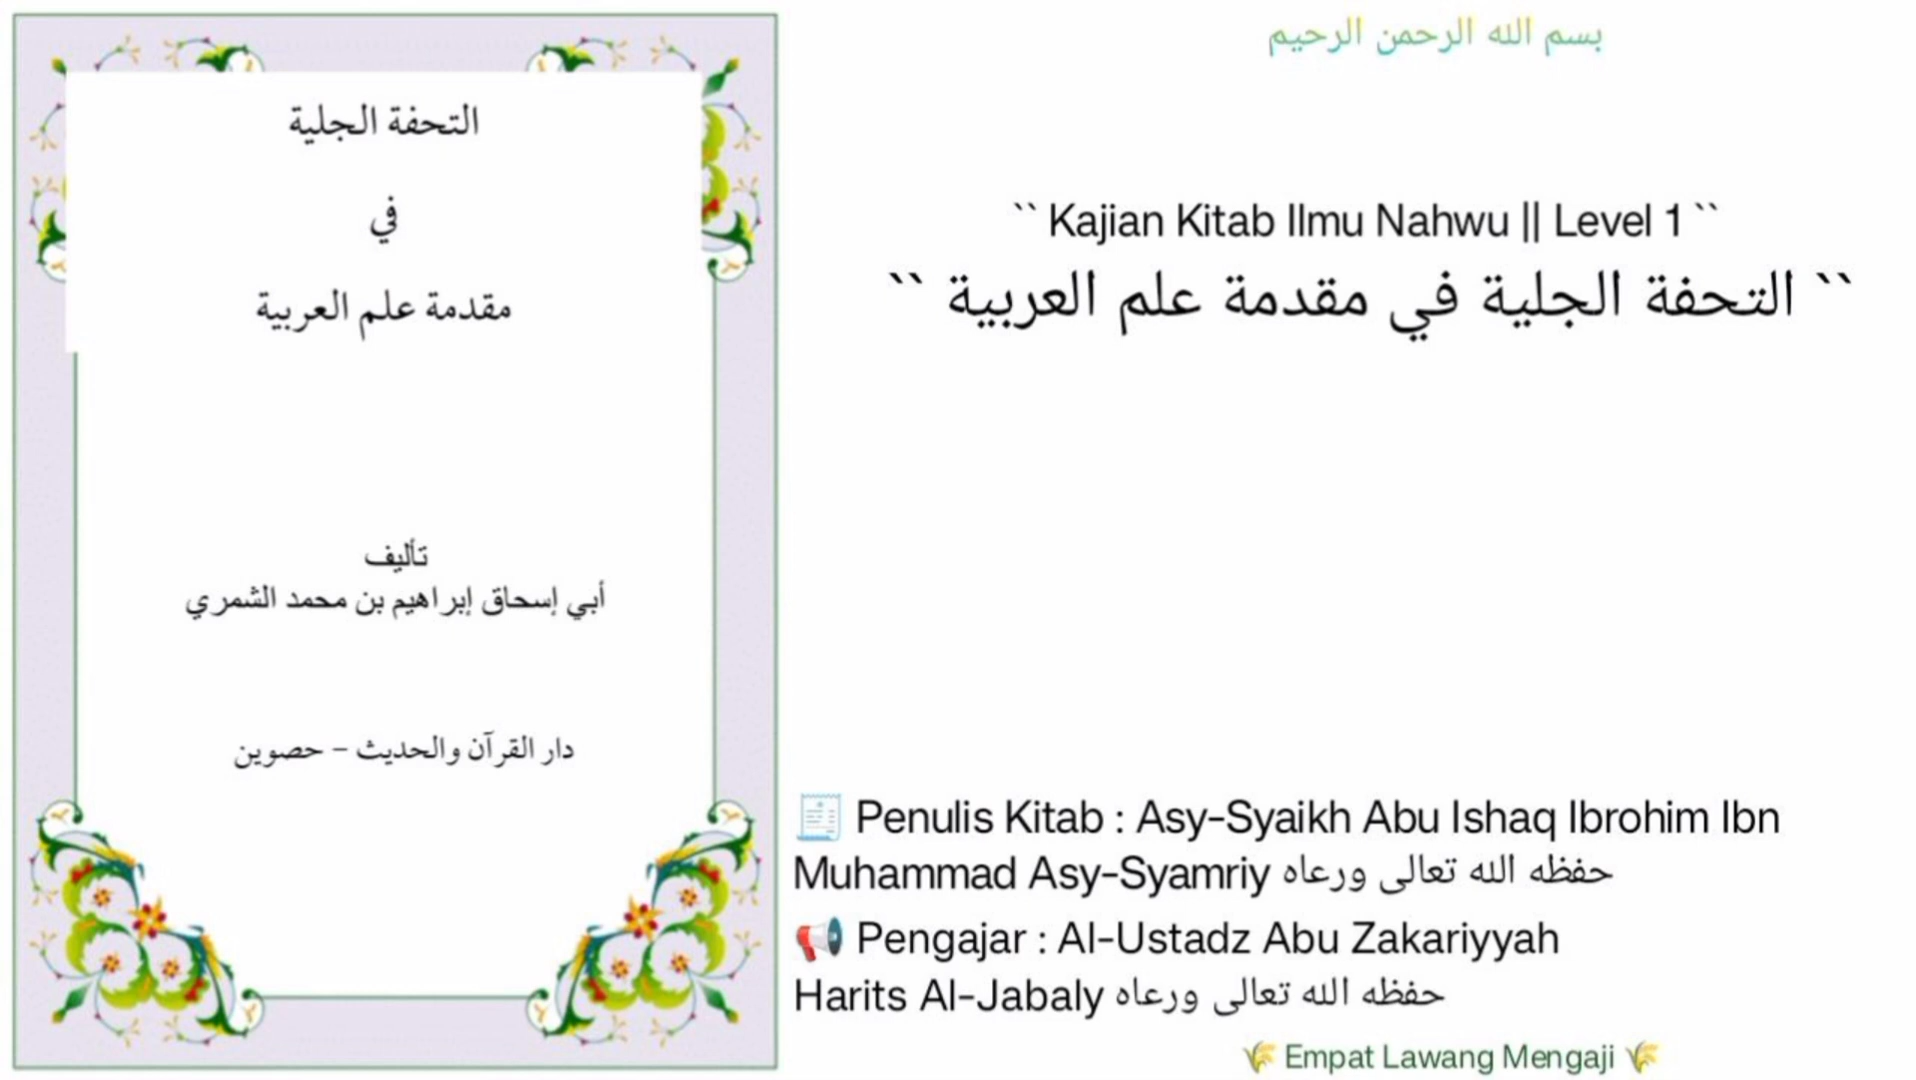 التحفة الجلية
في
مقدمة علم العربية
تأليف
أبي إسحاق إبراهيم بن محمد الشمري
دار القرآن والحديث – حصوين
بسم الله الرحمن الرحيم
`` Kajian Kitab Ilmu Nahwu || Level 1 ``
`` التحفة الجلية في مقدمة علم العربية ``
🧾 Penulis Kitab : Asy-Syaikh Abu Ishaq Ibrohim Ibn
Muhammad Asy-Syamriy حفظه الله تعالى ورعاه
📢 Pengajar : Al-Ustadz Abu Zakariyyah
Harits Al-Jabaly حفظه الله تعالى ورعاه
🌾 Empat Lawang Mengaji 🌾